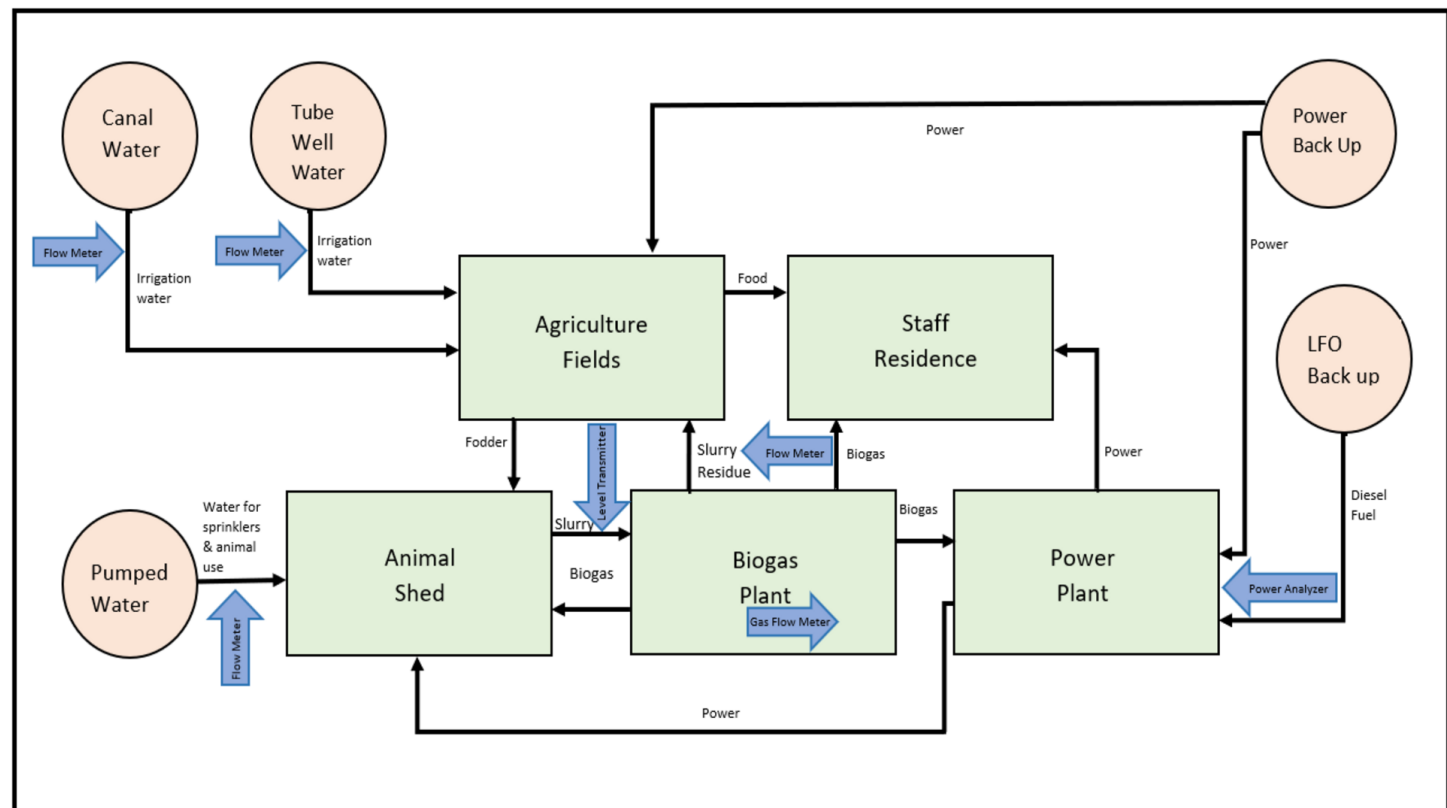 Canal
Water
Tube
Well
Water
Power
Back Up
Power
Flow Meter
Flow Meter
Irrigation
water
Irrigation
water
Power
Food
Agriculture
Fields
Staff
Residence
LFO
Back up
Fodder
Level Transmitter
Slurry
Residue
Flow Meter
Biogas
Power
Diesel
Fuel
Water for
sprinklers
& animal
use
Slurry
Biogas
Pumped
Water
Animal
Shed
Biogas
Biogas
Plant
Power
Plant
Flow Meter
Gas Flow Meter
Power Analyzer
Power